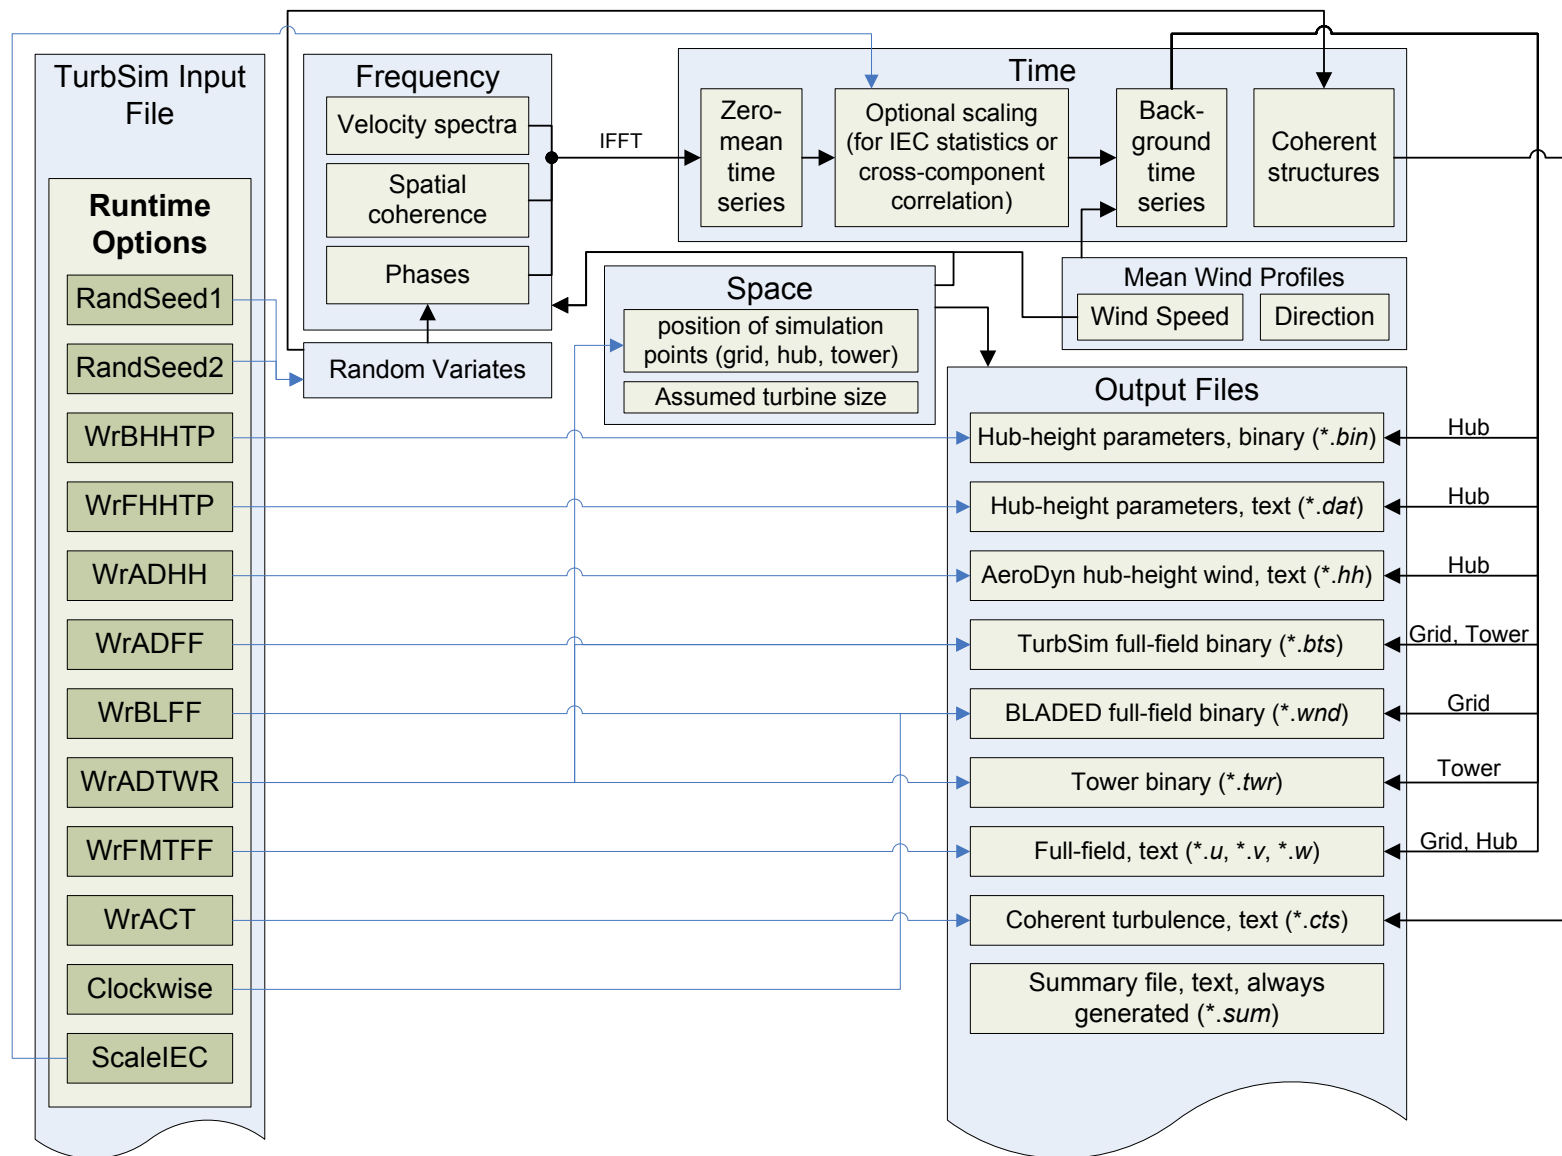 TurbSim Input
File
Runtime
Options
RandSeed1
RandSeed2
WrBHHTP
WrFHHTP
WrADHH
WrADFF
WrBLFF
WrADTWR
WrFMTFF
WrACT
Clockwise
ScaleIEC
Frequency
Velocity spectra
Spatial
coherence
Phases
Random Variates
IFFT
Time
Zero-
mean
time
series
Optional scaling
(for IEC statistics or
cross-component
correlation)
Back-
ground
time
series
Coherent
structures
Space
position of simulation
points (grid, hub, tower)
Assumed turbine size
Mean Wind Profiles
Wind Speed
Direction
Output Files
Hub-height parameters, binary (*.bin)
Hub
Hub-height parameters, text (*.dat)
Hub
AeroDyn hub-height wind, text (*.hh)
Hub
TurbSim full-field binary (*.bts)
Grid, Tower
BLADED full-field binary (*.wnd)
Grid
Tower binary (*.twr)
Tower
Full-field, text (*.u, *.v, *.w)
Grid, Hub
Coherent turbulence, text (*.cts)
Summary file, text, always
generated (*.sum)